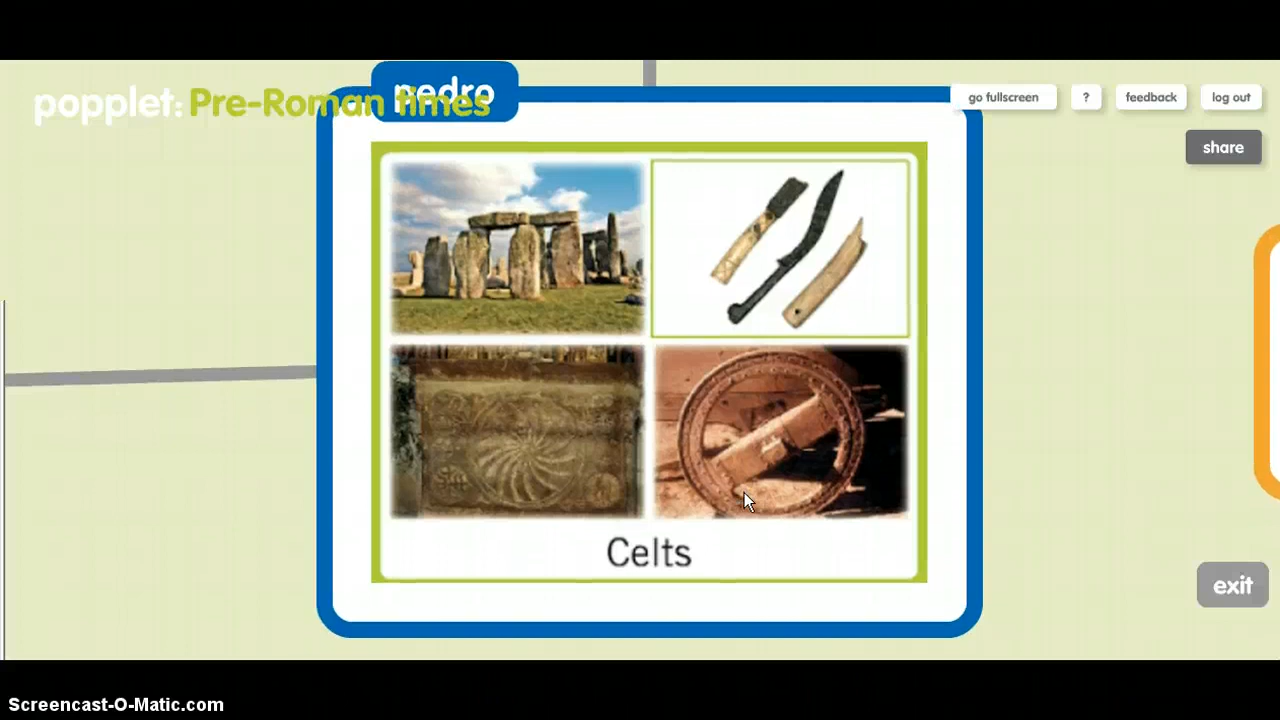 pedro
popplet: Pre-Roman times
go fullscreen
?
feedback
log out
share
Celts
exit
Screencast-O-Matic.com